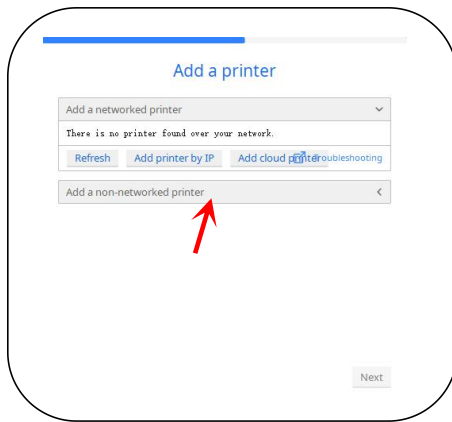 Add a printer
Add a networked printer
There is no printer found over your network.
Refresh Add printer by IP Add cloud printer Troubleshooting
Add a non-networked printer
Next